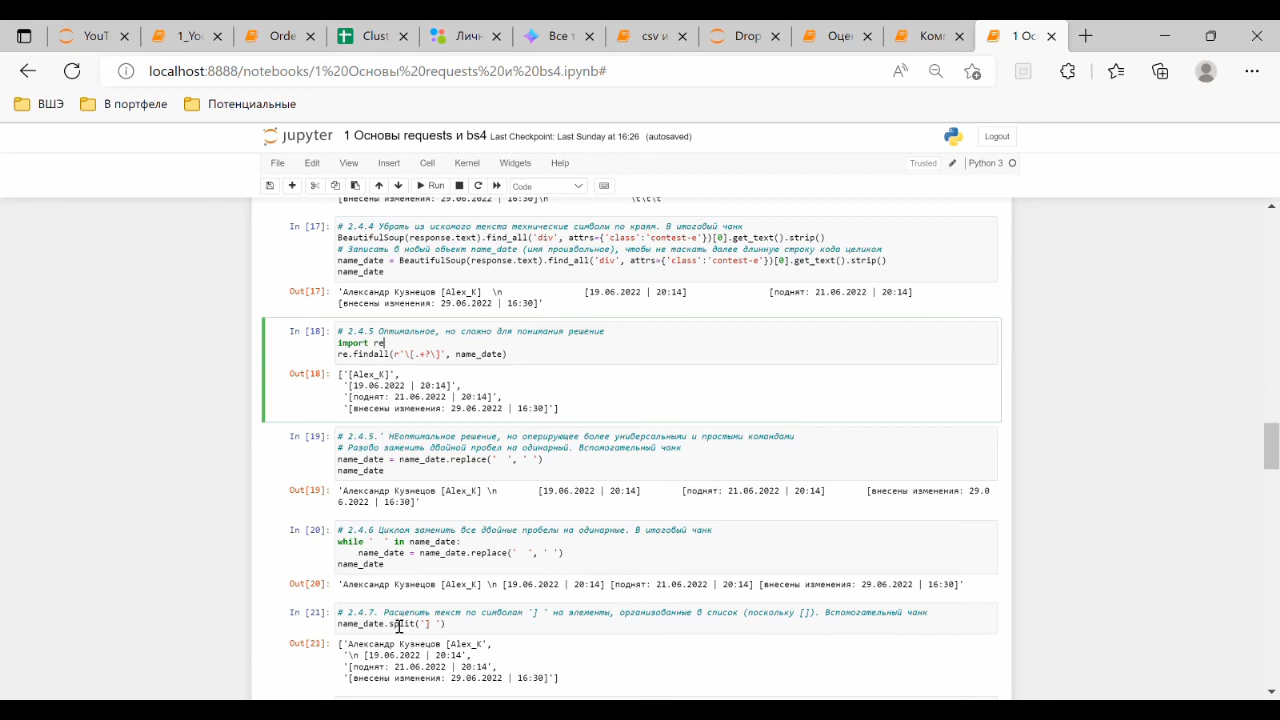 YouT
1_You
Orde
Clust
Личн
Все т
csv и
Drop
Оцен
Комп
1 Ос
localhost:8888/notebooks/1%20Основы%20requests%20и%20bs4.ipynb#
ВШЭ
В портфеле
Потенциальные
jupyter 1 Основы requests и bs4 Last Checkpoint: Last Sunday at 16:26 (autosaved)
Logout
File Edit View Insert Cell Kernel Widgets Help
Trusted Python 3
Run Code
[внесены изменения: 29.06.2022 | 16:30]\n \t\t\t
In [17]: # 2.4.4 Убрать из искомого текста технические символы по краям. В итоговый чанк
BeautifulSoup(response.text).find_all('div', attrs={'class':'contest-e'})[0].get_text().strip()
# Записать в новый объект name_date (имя произвольное), чтобы не таскать далее длинную строку кода целиком
name_date = BeautifulSoup(response.text).find_all('div', attrs={'class':'contest-e'})[0].get_text().strip()
name_date
Out[17]: 'Александр Кузнецов [Alex_K] \n [19.06.2022 | 20:14] [поднят: 21.06.2022 | 20:14]
[внесены изменения: 29.06.2022 | 16:30]'
In [18]: # 2.4.5 Оптимальное, но сложно для понимания решение
import re
re.findall(r'\[.+?\]', name_date)
Out[18]: ['[Alex_K]',
'[19.06.2022 | 20:14]',
'[поднят: 21.06.2022 | 20:14]',
'[внесены изменения: 29.06.2022 | 16:30]']
In [19]: # 2.4.5.' НЕоптимальное решение, но оперирующее более универсальными и простыми командами
# Разово заменить двойной пробел на одинарный. Вспомогательный чанк
name_date = name_date.replace('  ', ' ')
name_date
Out[19]: 'Александр Кузнецов [Alex_K] \n [19.06.2022 | 20:14] [поднят: 21.06.2022 | 20:14] [внесены изменения: 29.0
6.2022 | 16:30]'
In [20]: # 2.4.6 Циклом заменить все двойные пробелы на одинарные. В итоговый чанк
while '  ' in name_date:
name_date = name_date.replace('  ', ' ')
name_date
Out[20]: 'Александр Кузнецов [Alex_K] \n [19.06.2022 | 20:14] [поднят: 21.06.2022 | 20:14] [внесены изменения: 29.06.2022 | 16:30]'
In [21]: # 2.4.7. Расщепить текст по символам '] ' на элементы, организованные в список (поскольку []). Вспомогательный чанк
name_date.split('] ')
Out[21]: ['Александр Кузнецов [Alex_K',
'\n [19.06.2022 | 20:14',
'[поднят: 21.06.2022 | 20:14',
'[внесены изменения: 29.06.2022 | 16:30]']